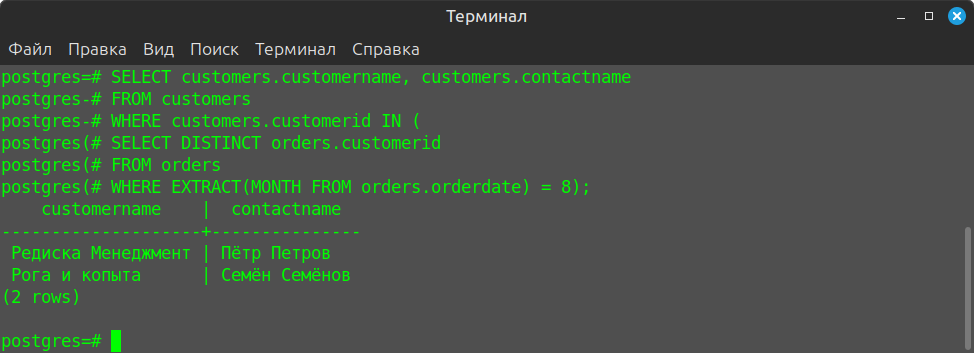 Терминал
Файл Правка Вид Поиск Терминал Справка
postgres=# SELECT customers.customername, customers.contactname
postgres-# FROM customers
postgres-# WHERE customers.customerid IN (
postgres(# SELECT DISTINCT orders.customerid
postgres(# FROM orders
postgres(# WHERE EXTRACT(MONTH FROM orders.orderdate) = 8);
    customername    |  contactname
--------------------+---------------
 Редиска Менеджмент | Пётр Петров
 Рога и копыта      | Семён Семёнов
(2 rows)
postgres=#